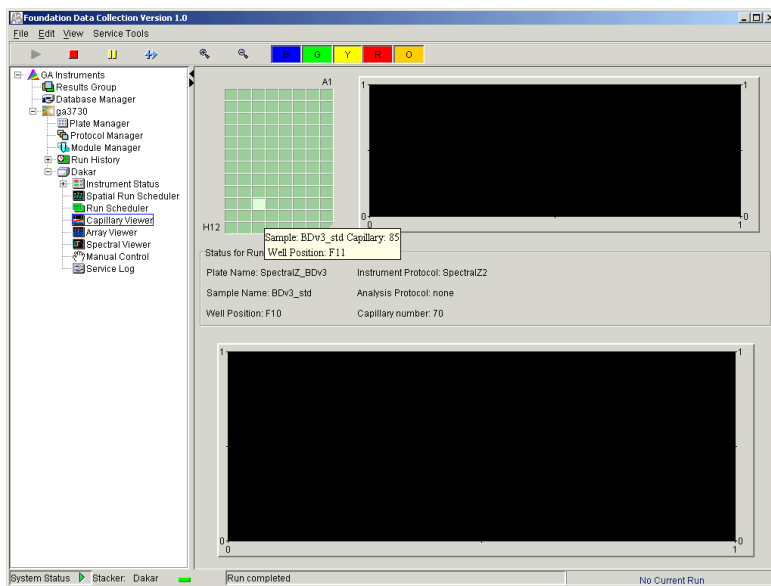 Foundation Data Collection Version 1.0
File Edit View Service Tools
B G Y R O
GA Instruments
Results Group
Database Manager
ga3730
Plate Manager
Protocol Manager
Module Manager
Run History
Dakar
Instrument Status
Spatial Run Scheduler
Run Scheduler
Capillary Viewer
Array Viewer
Spectral Viewer
Manual Control
Service Log
A1
H12
1
0
0 1
Sample: BDv3_std Capillary: 85
Well Position: F11
Status for Run
Plate Name: SpectralZ_BDv3 Instrument Protocol: SpectralZ2
Sample Name: BDv3_std Analysis Protocol: none
Well Position: F10 Capillary number: 70
1 1
0 0
0 1
System Status Stacker: Dakar Run completed No Current Run